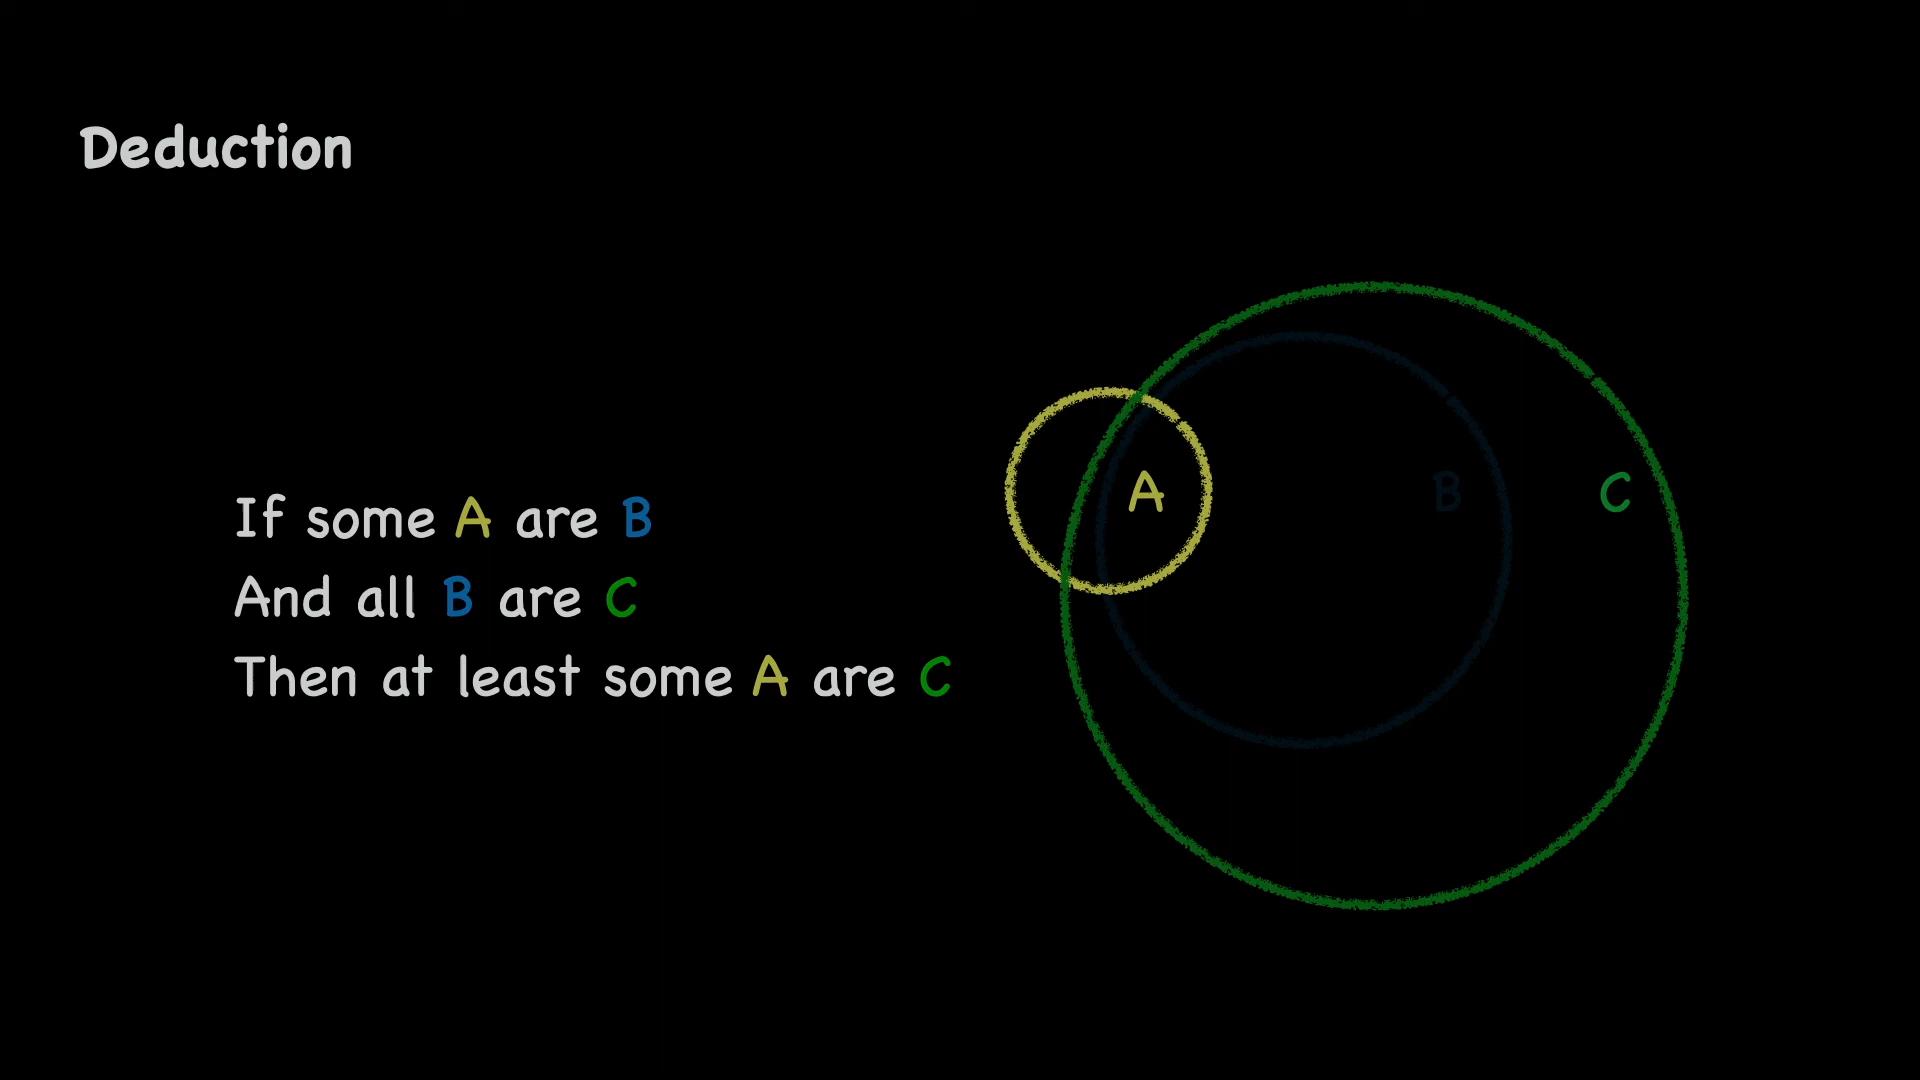 Deduction
If some A are B
And all B are C
Then at least some A are C
A
B
C